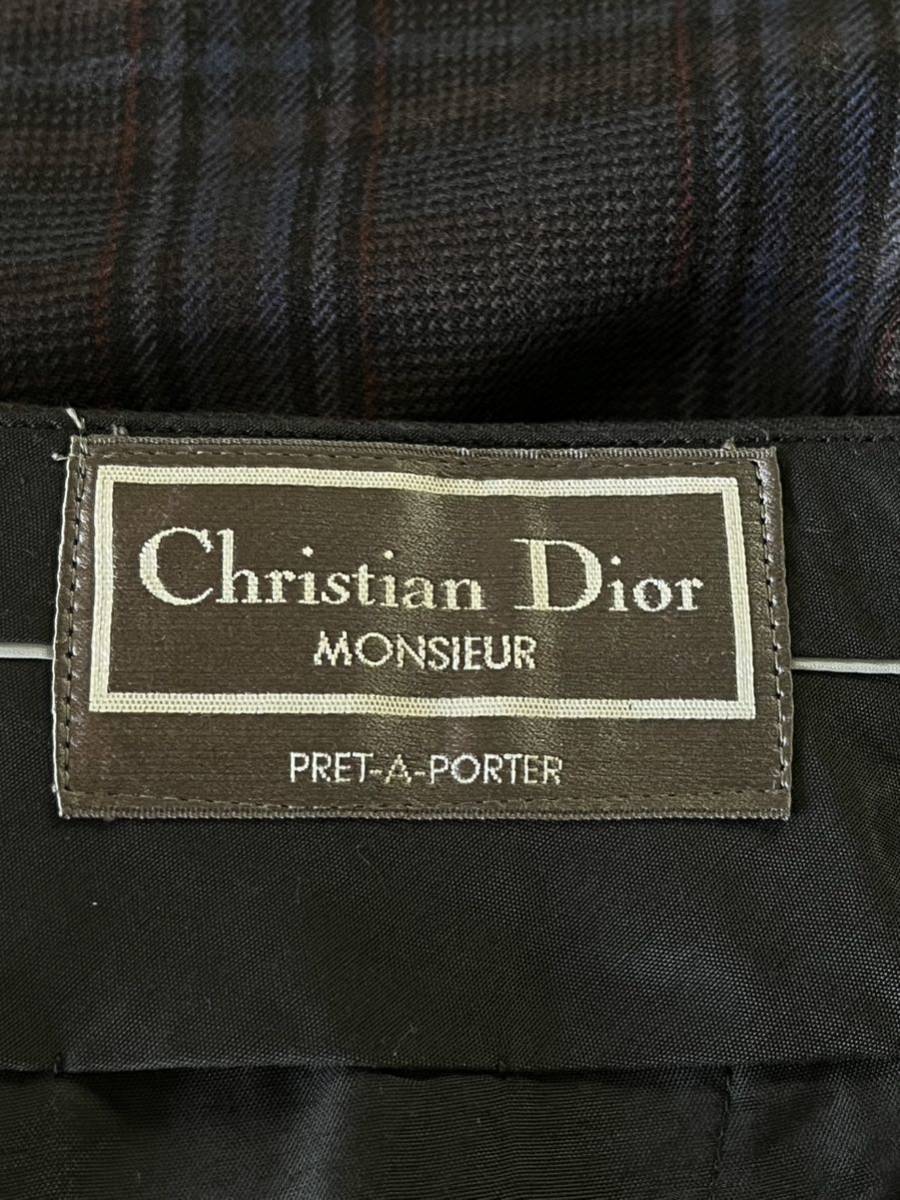 Christian Dior
MONSIEUR
PRET-A-PORTER